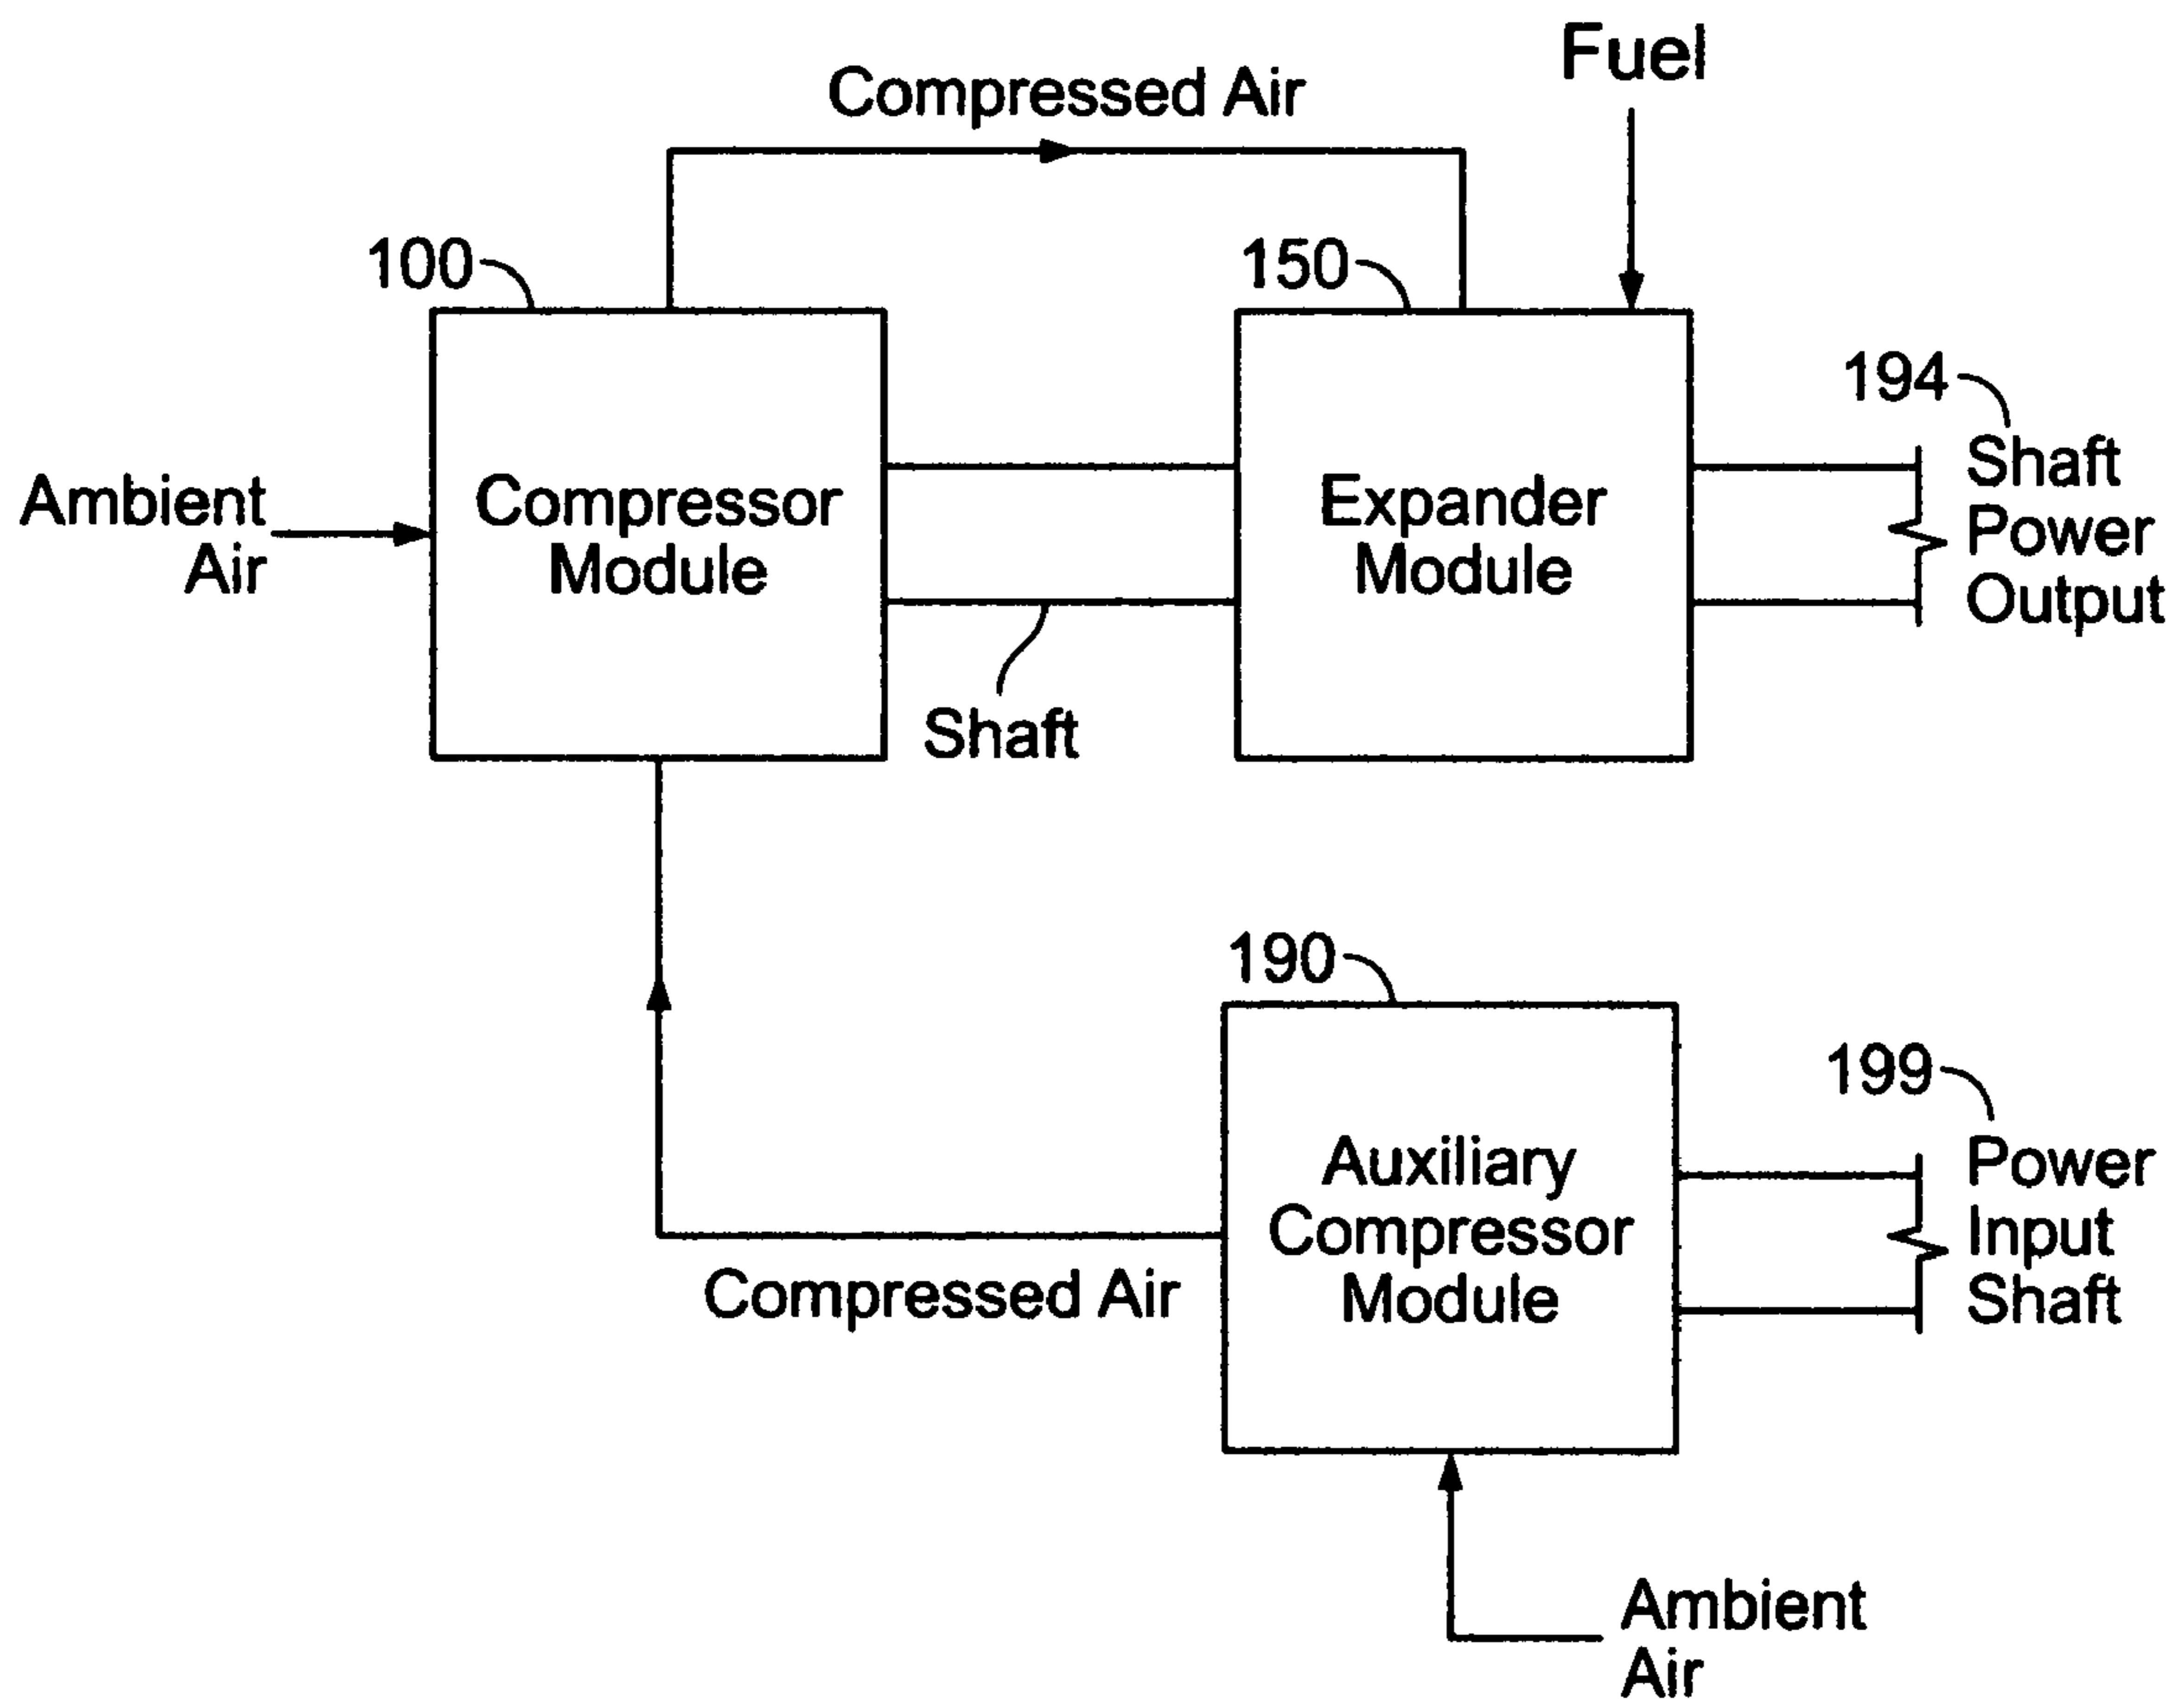 Fuel
Compressed Air
100
150
194
Shaft
Power
Output
Ambient
Air
Compressor
Module
Expander
Module
Shaft
190
199
Power
Input
Shaft
Auxiliary
Compressor
Module
Compressed Air
Ambient
Air